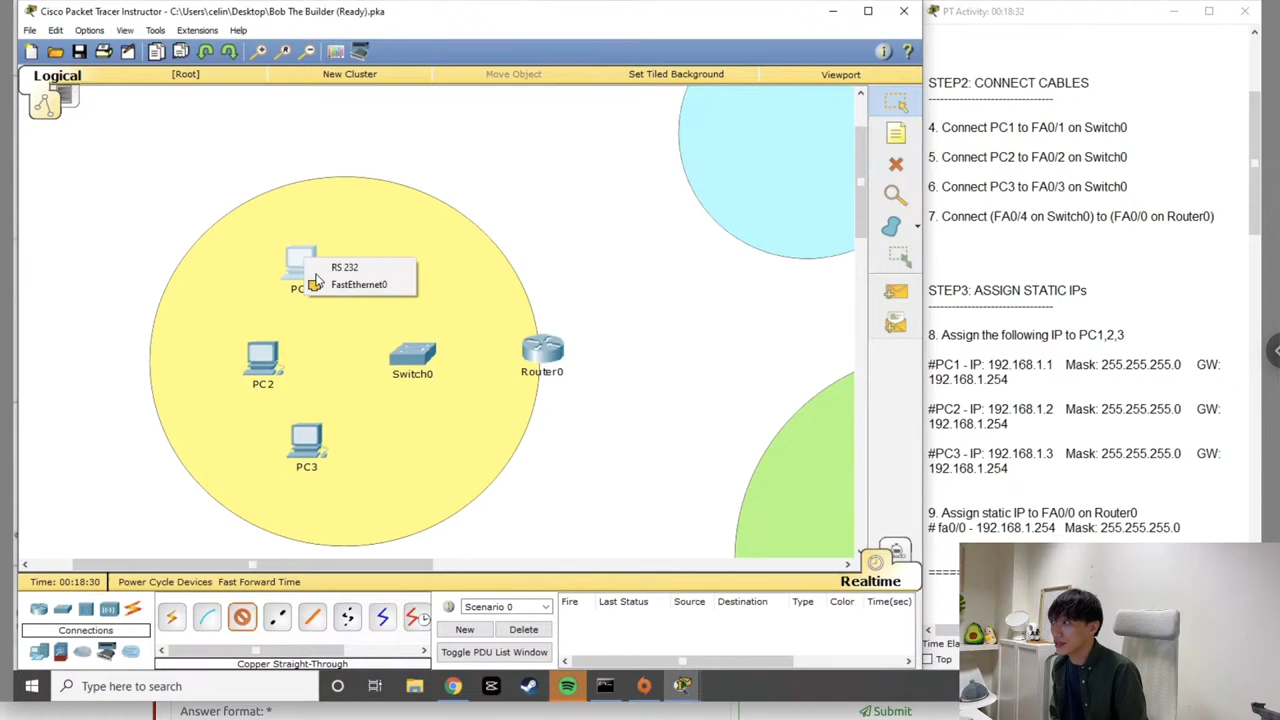 Cisco Packet Tracer Instructor - C:\Users\celin\Desktop\Bob The Builder (Ready).pka
File Edit Options View Tools Extensions Help
Logical
[Root]
New Cluster
Move Object
Set Tiled Background
Viewport
RS 232
FastEthernet0
PC
PC2
PC3
Switch0
Router0
Time: 00:18:30
Power Cycle Devices Fast Forward Time
Realtime
Connections
Copper Straight-Through
Scenario 0
New
Delete
Toggle PDU List Window
Fire Last Status Source Destination Type Color Time(sec)
PT Activity: 00:18:32
STEP2: CONNECT CABLES
--------------------------------
4. Connect PC1 to FA0/1 on Switch0
5. Connect PC2 to FA0/2 on Switch0
6. Connect PC3 to FA0/3 on Switch0
7. Connect (FA0/4 on Switch0) to (FA0/0 on Router0)
STEP3: ASSIGN STATIC IPs
--------------------------------
8. Assign the following IP to PC1,2,3
#PC1 - IP: 192.168.1.1 Mask: 255.255.255.0 GW:
192.168.1.254
#PC2 - IP: 192.168.1.2 Mask: 255.255.255.0 GW:
192.168.1.254
#PC3 - IP: 192.168.1.3 Mask: 255.255.255.0 GW:
192.168.1.254
9. Assign static IP to FA0/0 on Router0
# fa0/0 - 192.168.1.254 Mask: 255.255.255.0
Time Ela
Top
Type here to search
Answer format: *
Submit